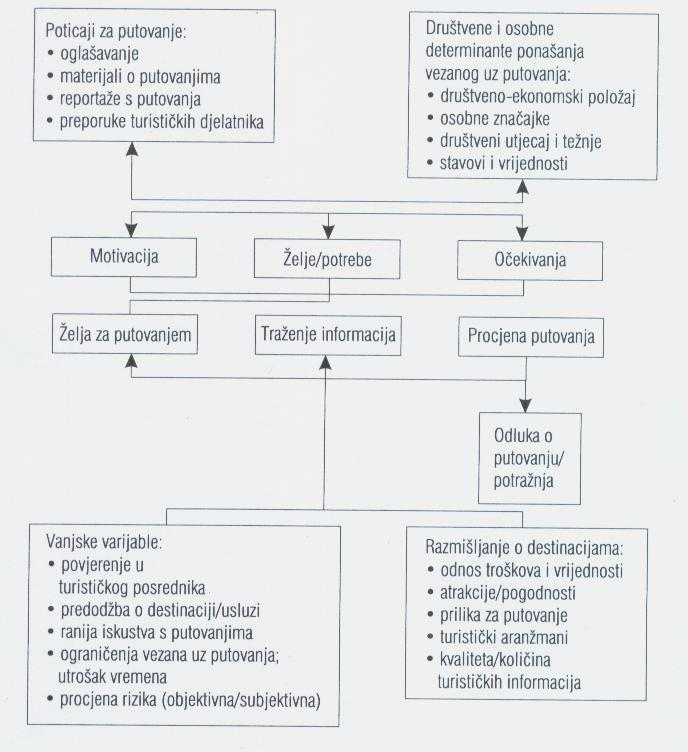 Poticaji za putovanje:
• oglašavanje
• materijali o putovanjima
• reportaže s putovanja
• preporuke turističkih djelatnika
Društvene i osobne
determinante ponašanja
vezanog uz putovanja:
• društveno-ekonomski položaj
• osobne značajke
• društveni utjecaj i težnje
• stavovi i vrijednosti
Motivacija
Želje/potrebe
Očekivanja
Želja za putovanjem
Traženje informacija
Procjena putovanja
Odluka o
putovanju/
potražnja
Vanjske varijable:
• povjerenje u
turističkog posrednika
• predodžba o destinaciji/usluzi
• ranija iskustva s putovanjima
• ograničenja vezana uz putovanja;
utrošak vremena
• procjena rizika (objektivna/subjektivna)
Razmišljanje o destinacijama:
• odnos troškova i vrijednosti
• atrakcije/pogodnosti
• prilika za putovanje
• turistički aranžmani
• kvaliteta/količina
turističkih informacija